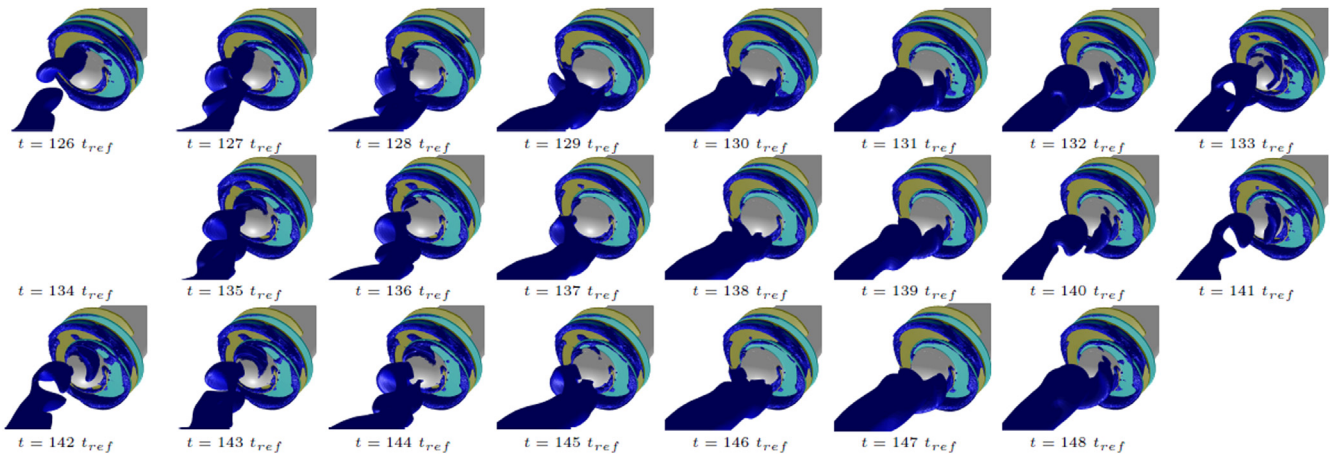 t = 126 t_ref t = 127 t_ref t = 128 t_ref t = 129 t_ref t = 130 t_ref t = 131 t_ref t = 132 t_ref t = 133 t_ref
t = 134 t_ref t = 135 t_ref t = 136 t_ref t = 137 t_ref t = 138 t_ref t = 139 t_ref t = 140 t_ref t = 141 t_ref
t = 142 t_ref t = 143 t_ref t = 144 t_ref t = 145 t_ref t = 146 t_ref t = 147 t_ref t = 148 t_ref